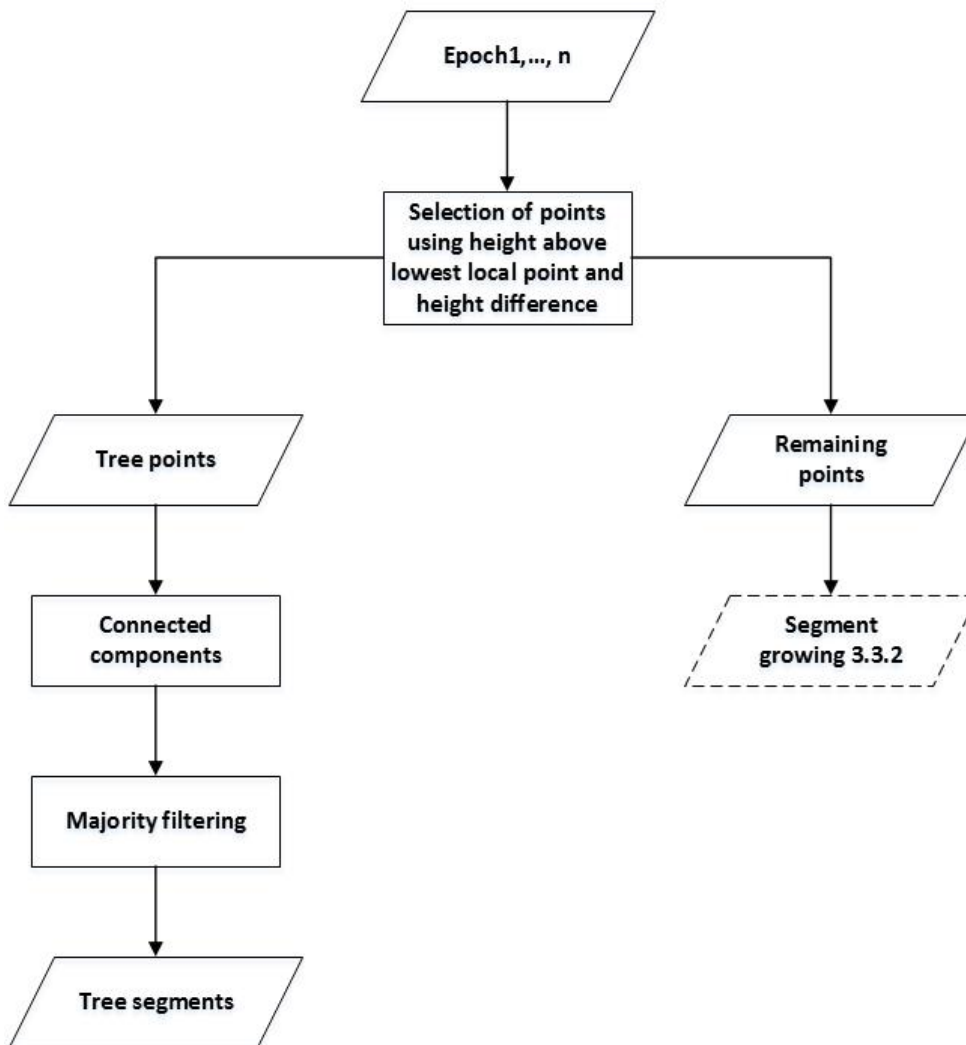 Epoch1,..., n
Selection of points
using height above
lowest local point and
height difference
Tree points
Remaining
points
Connected
components
Segment
growing 3.3.2
Majority filtering
Tree segments